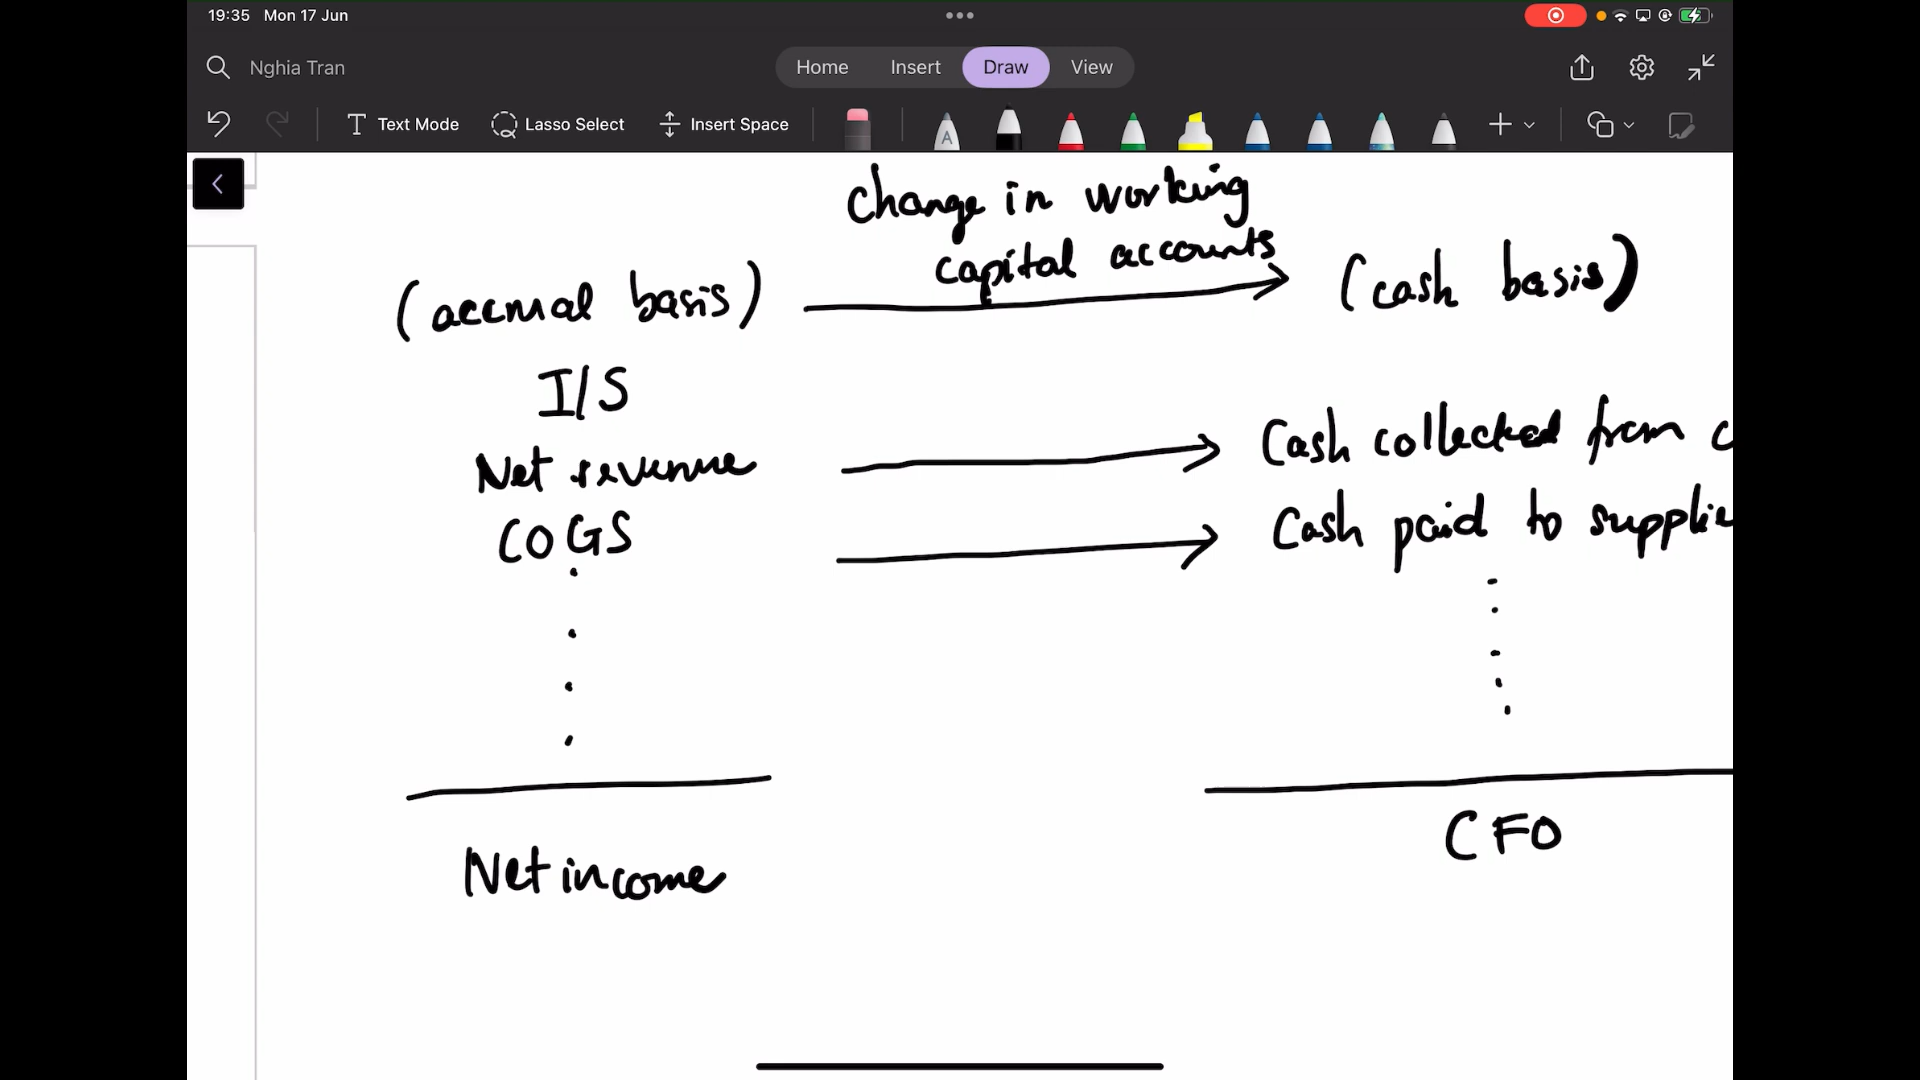 19:35 Mon 17 Jun
Nghia Tran
Home Insert Draw View
Text Mode Lasso Select Insert Space
A
Change in working
capital accounts
(accrual basis)
(cash basis)
I/S
Net revenue
Cash collected from c
COGS
Cash paid to supplie
CFO
Net income